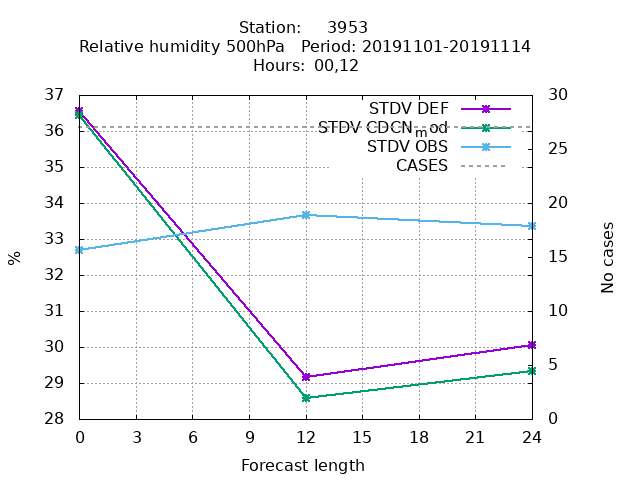 Station: 3953
Relative humidity 500hPa Period: 20191101-20191114
Hours: 00,12
37
36
35
34
33
32
31
30
29
28
%
STDV DEF
STDV CDCNmod
STDV OBS
CASES
30
25
20
15
10
5
0
No cases
0 3 6 9 12 15 18 21 24
Forecast length